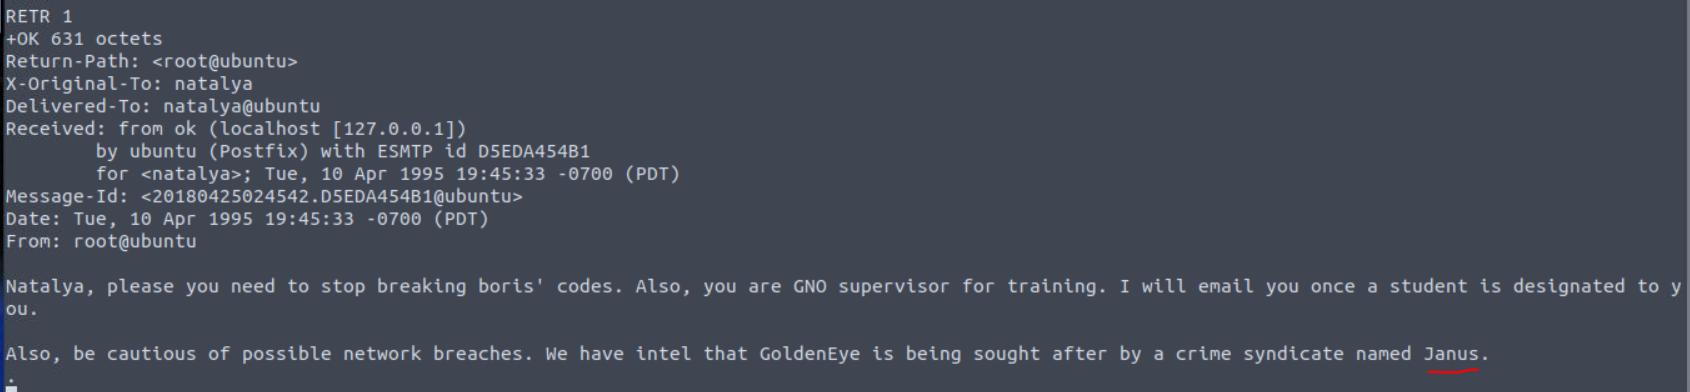 RETR 1
+OK 631 octets
Return-Path: <root@ubuntu>
X-Original-To: natalya
Delivered-To: natalya@ubuntu
Received: from ok (localhost [127.0.0.1])
        by ubuntu (Postfix) with ESMTP id D5EDA454B1
        for <natalya>; Tue, 10 Apr 1995 19:45:33 -0700 (PDT)
Message-Id: <20180425024542.D5EDA454B1@ubuntu>
Date: Tue, 10 Apr 1995 19:45:33 -0700 (PDT)
From: root@ubuntu

Natalya, please you need to stop breaking boris' codes. Also, you are GNO supervisor for training. I will email you once a student is designated to y
ou.

Also, be cautious of possible network breaches. We have intel that GoldenEye is being sought after by a crime syndicate named Janus.
.